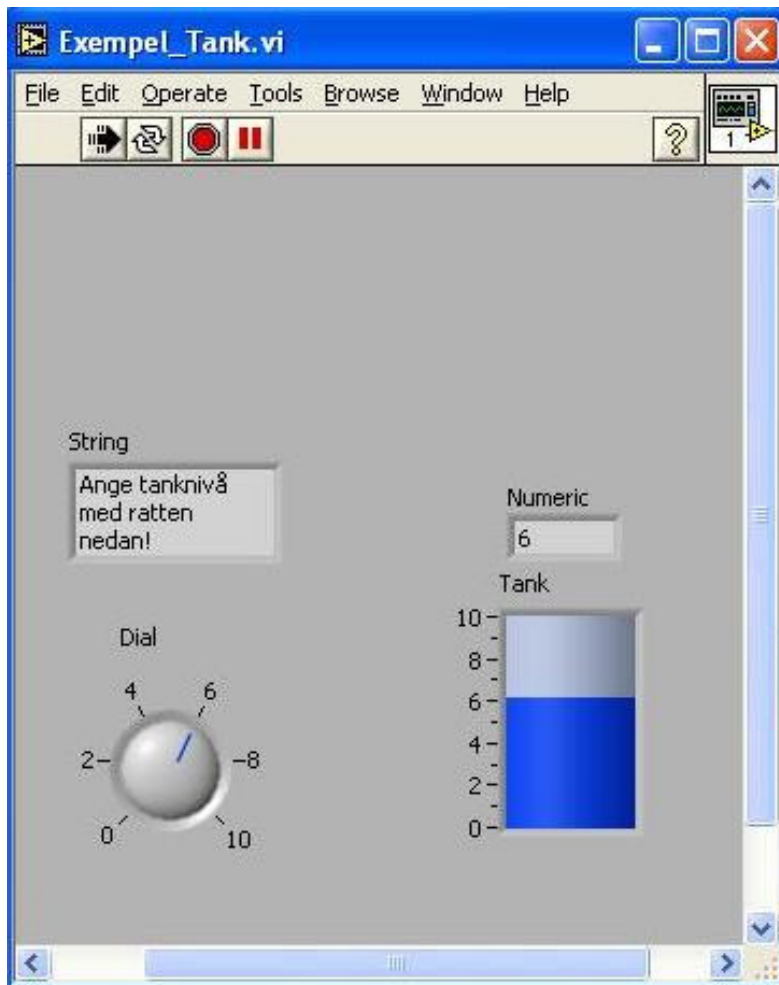 Exempel_Tank.vi
File Edit Operate Tools Browse Window Help
?
1
String
Ange tanknivå
med ratten
nedan!
Numeric
6
Tank
10
8
6
4
2
0
Dial
4 6
2 8
0 10